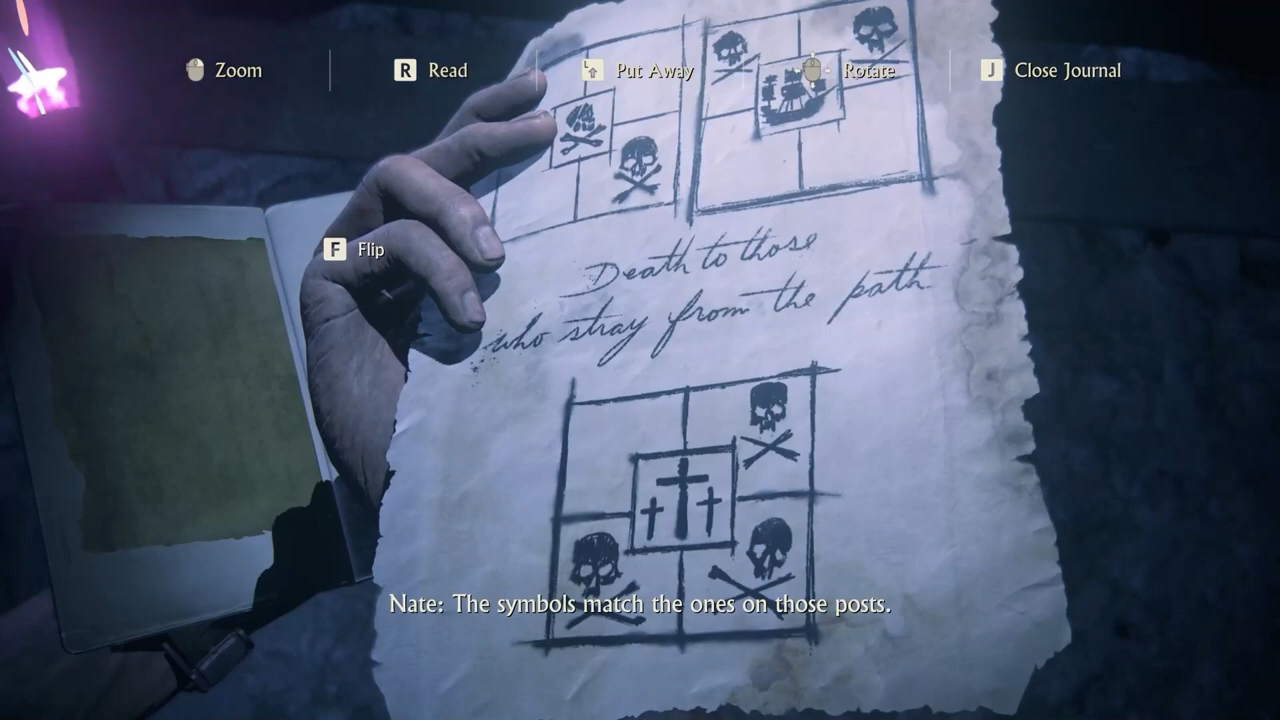 Zoom
R Read
L Put Away
Rotate
J Close Journal
F Flip
Death to those
who stray from the path
Nate: The symbols match the ones on those posts.